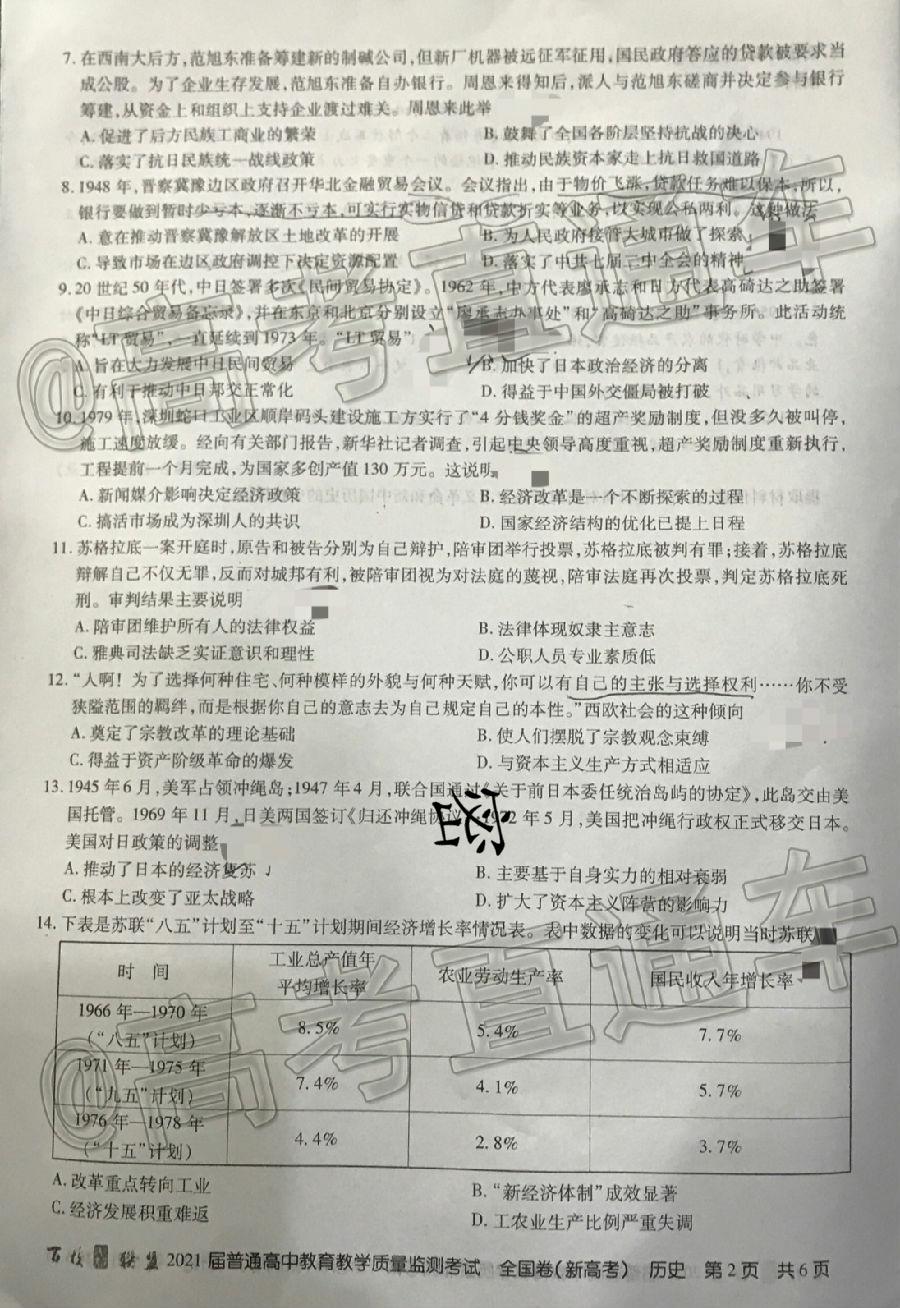 7. 在西南大后方,范旭东准备筹建新的制碱公司,但新厂机器被远征军征用,国民政府答应的贷款被要求当
成公股。为了企业生存发展,范旭东准备自办银行。周恩来得知后,派人与范旭东磋商并决定参与银行
筹建,从资金上和组织上支持企业渡过难关。周恩来此举
A. 促进了后方民族工商业的繁荣 B. 鼓舞了全国各阶层坚持抗战的决心
C. 落实了抗日民族统一战线政策 D. 推动民族资本家走上抗日救国道路
8. 1948 年,晋察冀豫边区政府召开华北金融贸易会议。会议指出,由于物价飞涨,贷款任务难以保本,所以,
银行要做到暂时少亏本,逐渐不亏本,可实行实物信贷和贷款折实等业务,以实现公私两利。这种做法
A. 意在推动晋察冀豫解放区土地改革的开展 B. 为人民政府接管大城市做了探索
C. 导致市场在边区政府调控下决定资源配置 D. 落实了中共七届二中全会的精神
9. 20 世纪 50 年代,中日签署多次《民间贸易协定》。1962 年,中方代表廖承志和日方代表高碕达之助签署
《中日综合贸易备忘录》,并在东京和北京分别设立“廖承志办事处”和“高碕达之助”事务所。此活动统
称“LT 贸易”,一直延续到 1973 年。“LT 贸易”
A. 旨在大力发展中日民间贸易 B. 加快了日本政治经济的分离
C. 有利于推动中日邦交正常化 D. 得益于中国外交僵局被打破
10. 1979 年,深圳蛇口工业区顺岸码头建设施工方实行了“4 分钱奖金”的超产奖励制度,但没多久被叫停,
施工速度放缓。经向有关部门报告,新华社记者调查,引起中央领导高度重视,超产奖励制度重新执行,
工程提前一个月完成,为国家多创产值 130 万元。这说明
A. 新闻媒介影响决定经济政策 B. 经济改革是一个不断探索的过程
C. 搞活市场成为深圳人的共识 D. 国家经济结构的优化已提上日程
11. 苏格拉底一案开庭时,原告和被告分别为自己辩护,陪审团举行投票,苏格拉底被判有罪;接着,苏格拉底
辩解自己不仅无罪,反而对城邦有利,被陪审团视为对法庭的蔑视,陪审法庭再次投票,判定苏格拉底死
刑。审判结果主要说明
A. 陪审团维护所有人的法律权益 B. 法律体现奴隶主意志
C. 雅典司法缺乏实证意识和理性 D. 公职人员专业素质低
12. “人啊!为了选择何种住宅、何种模样的外貌与何种天赋,你可以有自己的主张与选择权利……你不受
狭隘范围的羁绊,而是根据你自己的意志去为自己规定自己的本性。”西欧社会的这种倾向
A. 奠定了宗教改革的理论基础 B. 使人们摆脱了宗教观念束缚
C. 得益于资产阶级革命的爆发 D. 与资本主义生产方式相适应
13. 1945 年 6 月,美军占领冲绳岛;1947 年 4 月,联合国通过《关于前日本委任统治岛屿的协定》,此岛交由美
国托管。1969 年 11 月,日美两国签订《归还冲绳协议 2 年 5 月,美国把冲绳行政权正式移交日本。
美国对日政策的调整
A. 推动了日本的经济复苏 B. 主要基于自身实力的相对衰弱
C. 根本上改变了亚太战略 D. 扩大了资本主义阵营的影响力
密
14. 下表是苏联“八五”计划至“十五”计划期间经济增长率情况表。表中数据的变化可以说明当时苏联
时 间 工业总产值年平均增长率 农业劳动生产率 国民收入年增长率
1966 年—1970 年
(“八五”计划) 8.5% 5.4% 7.7%
1971 年—1975 年
(“九五”计划) 7.4% 4.1% 5.7%
1976 年—1978 年
(“十五”计划) 4.4% 2.8% 3.7%
A. 改革重点转向工业 B. “新经济体制”成效显著
C. 经济发展积重难返 D. 工农业生产比例严重失调
百校联盟 2021 届普通高中教育教学质量监测考试 全国卷(新高考) 历史 第 2 页 共 6 页
@高考直通车
@高考直通车